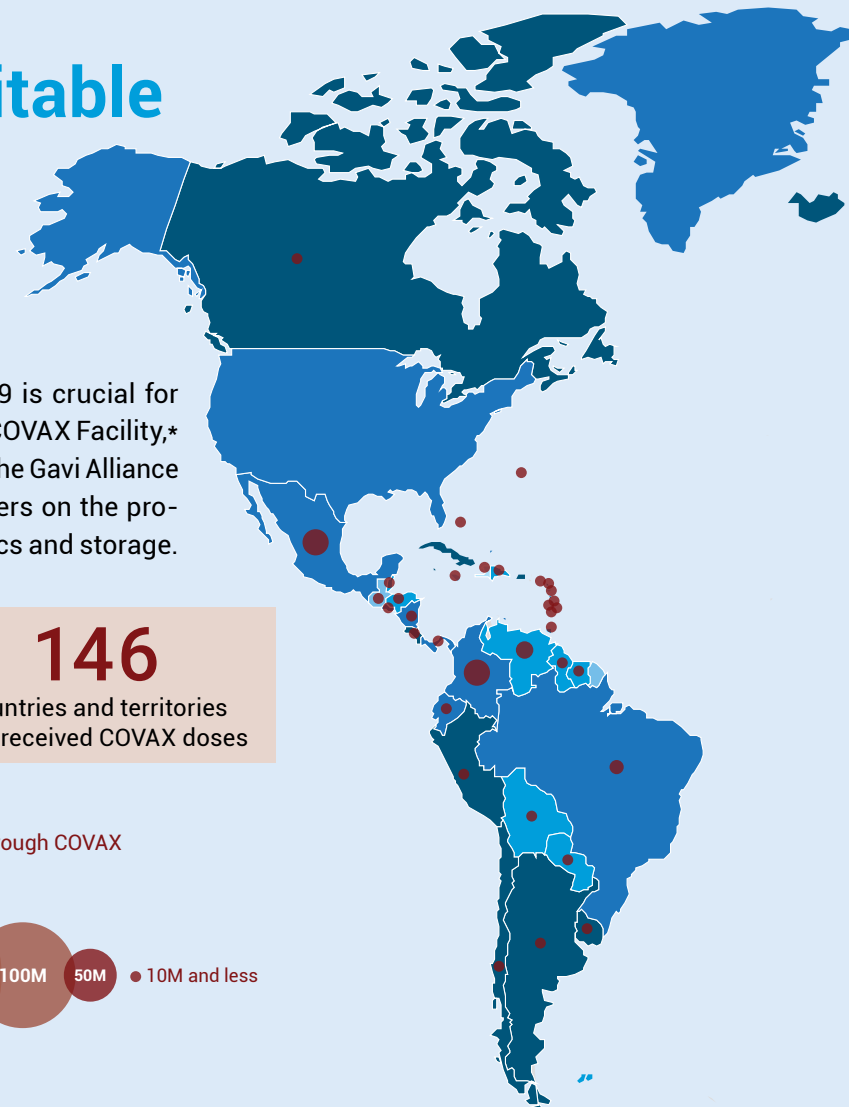 itable
9 is crucial for
COVAX Facility,*
he Gavi Alliance
ers on the pro-
cs and storage.
146
untries and territories
received COVAX doses
rough COVAX
100M 50M 10M and less